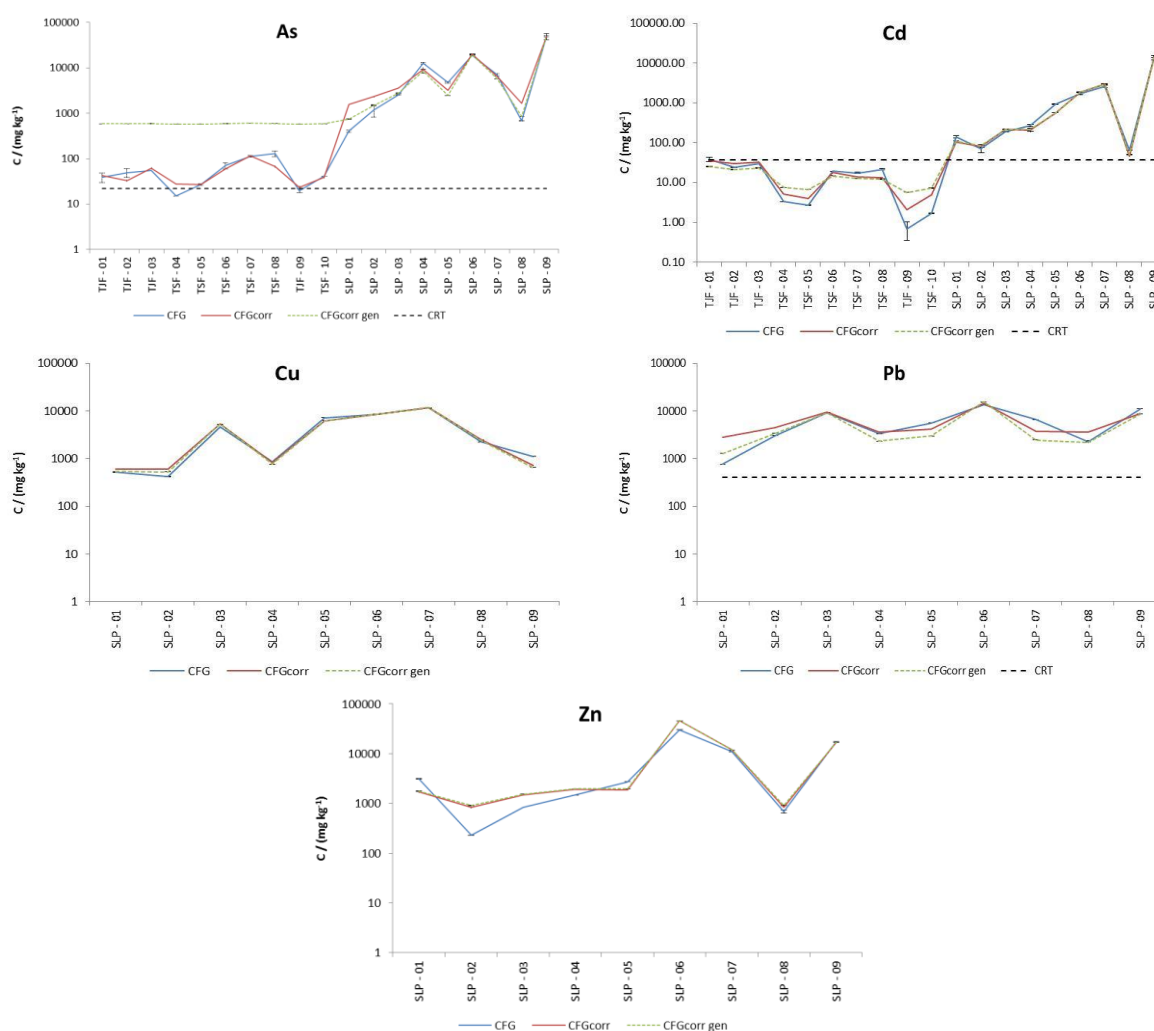 As
C / (mg kg-1)
100000
10000
1000
100
10
1
TJF - 01
TJF - 02
TJF - 03
TSF - 04
TSF - 05
TSF - 06
TSF - 07
TSF - 08
TJF - 09
TSF - 10
SLP - 01
SLP - 02
SLP - 03
SLP - 04
SLP - 05
SLP - 06
SLP - 07
SLP - 08
SLP - 09
CFG CFGcorr CFGcorr gen CRT
Cd
C / (mg kg-1)
100000.00
10000.00
1000.00
100.00
10.00
1.00
0.10
TJF - 01
TJF - 02
TJF - 03
TSF - 04
TSF - 05
TSF - 06
TSF - 07
TSF - 08
TJF - 09
TSF - 10
SLP - 01
SLP - 02
SLP - 03
SLP - 04
SLP - 05
SLP - 06
SLP - 07
SLP - 08
SLP - 09
CFG CFGcorr CFGcorr gen CRT
Cu
C / (mg kg-1)
100000
10000
1000
100
10
1
SLP - 01
SLP - 02
SLP - 03
SLP - 04
SLP - 05
SLP - 06
SLP - 07
SLP - 08
SLP - 09
CFG CFGcorr CFGcorr gen
Pb
C / (mg kg-1)
100000
10000
1000
100
10
1
SLP - 01
SLP - 02
SLP - 03
SLP - 04
SLP - 05
SLP - 06
SLP - 07
SLP - 08
SLP - 09
CFG CFGcorr CFGcorr gen CRT
Zn
C / (mg kg-1)
100000
10000
1000
100
10
1
SLP - 01
SLP - 02
SLP - 03
SLP - 04
SLP - 05
SLP - 06
SLP - 07
SLP - 08
SLP - 09
CFG CFGcorr CFGcorr gen